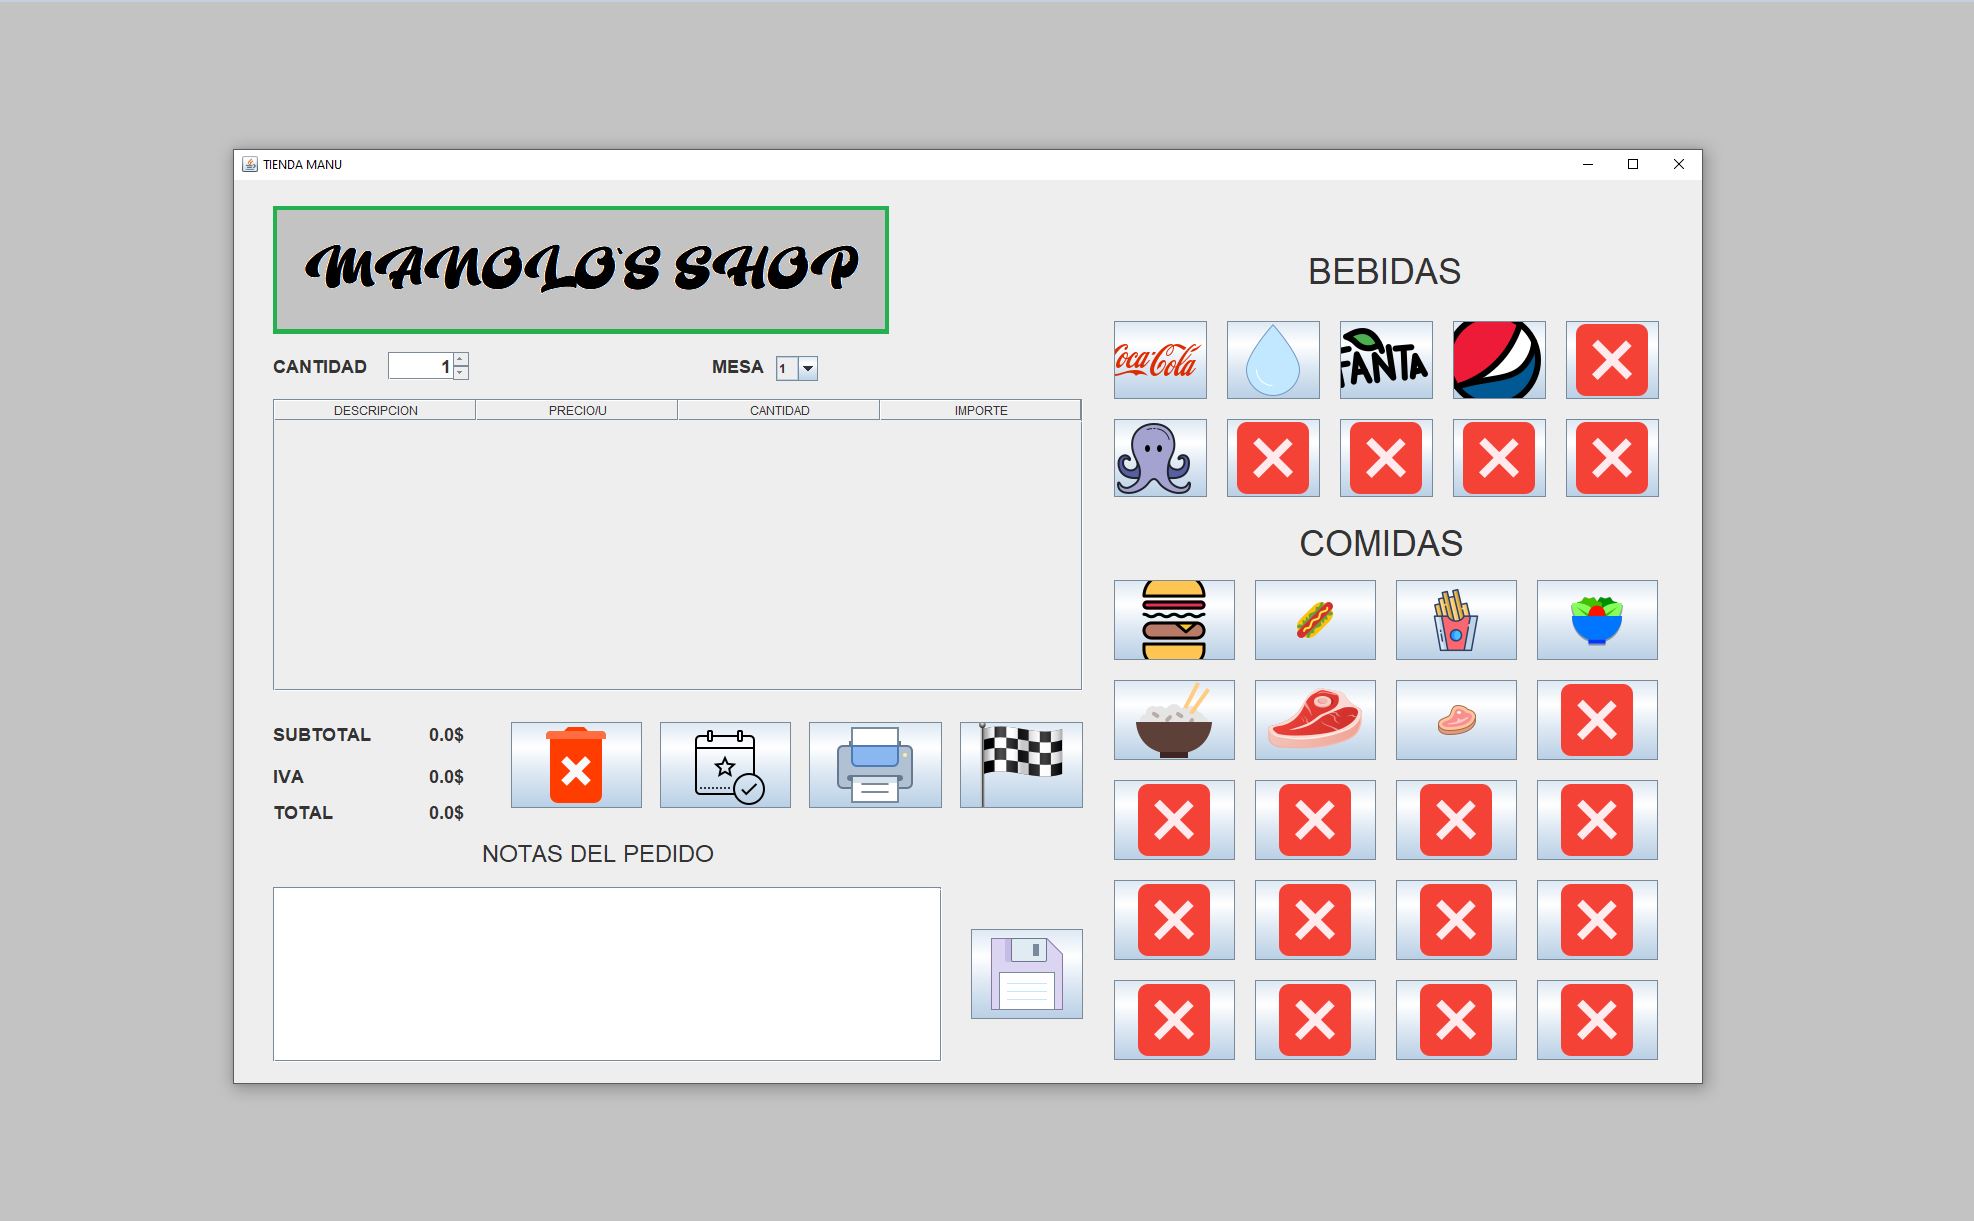 TIENDA MANU
MANOLO`S SHOP
CANTIDAD 1
MESA 1
DESCRIPCION PRECIO/U CANTIDAD IMPORTE
SUBTOTAL 0.0$
IVA 0.0$
TOTAL 0.0$
NOTAS DEL PEDIDO
BEBIDAS
Coca-Cola
FANTA
COMIDAS